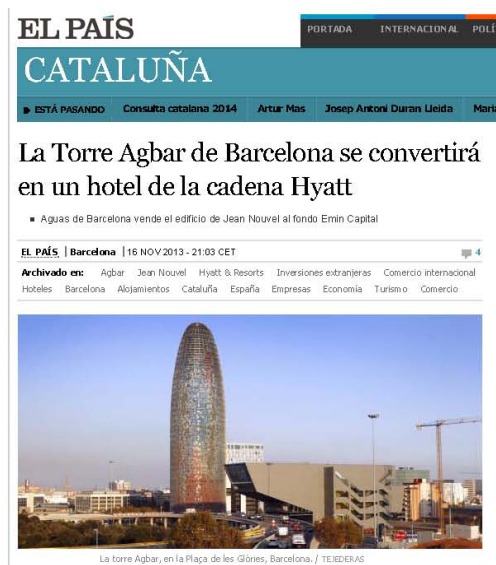 EL PAÍS
PORTADA INTERNACIONAL POLÍ
CATALUÑA
ESTÁ PASANDO Consulta catalana 2014 Artur Mas Josep Antoni Duran Lleida Maria
La Torre Agbar de Barcelona se convertirá
en un hotel de la cadena Hyatt
Aguas de Barcelona vende el edificio de Jean Nouvel al fondo Emin Capital
EL PAÍS | Barcelona | 16 NOV 2013 - 21:03 CET 4
Archivado en: Agbar Jean Nouvel Hyatt & Resorts Inversiones extranjeras Comercio internacional
Hoteles Barcelona Alojamientos Cataluña España Empresas Economía Turismo Comercio
La torre Agbar, en la Plaça de les Glòries, Barcelona. / TEJEDERAS